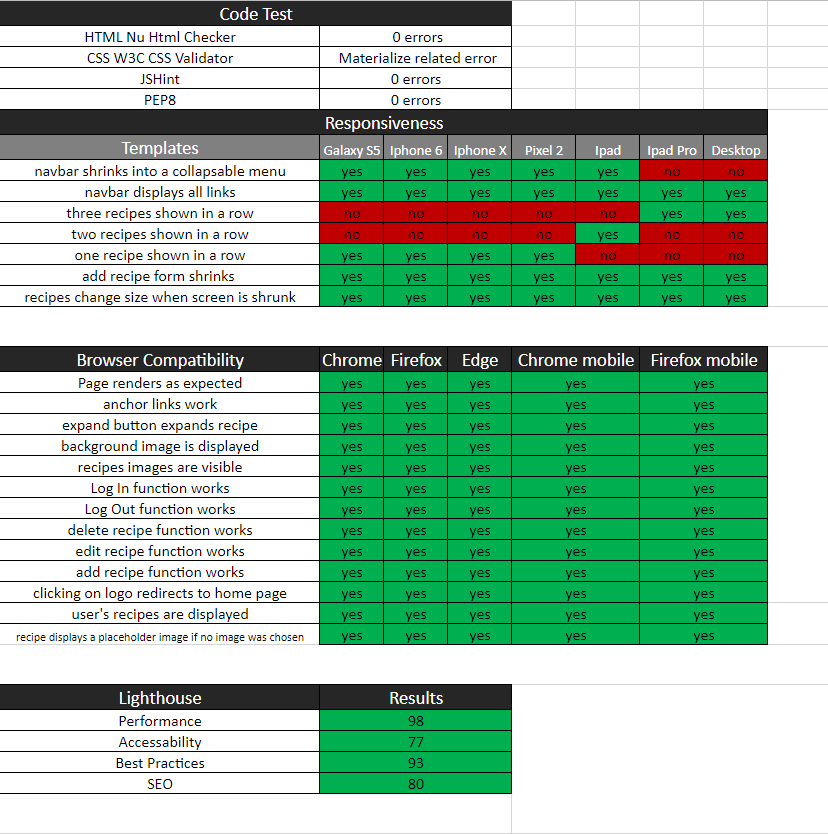 Code Test
HTML Nu Html Checker 0 errors
CSS W3C CSS Validator Materialize related error
JSHint 0 errors
PEP8 0 errors
Responsiveness
Templates Galaxy S5 Iphone 6 Iphone X Pixel 2 Ipad Ipad Pro Desktop
navbar shrinks into a collapsable menu yes yes yes yes yes no no
navbar displays all links yes yes yes yes yes yes yes
three recipes shown in a row no no no no no yes yes
two recipes shown in a row no no no no yes no no
one recipe shown in a row yes yes yes yes no no no
add recipe form shrinks yes yes yes yes yes yes yes
recipes change size when screen is shrunk yes yes yes yes yes yes yes
Browser Compatibility Chrome Firefox Edge Chrome mobile Firefox mobile
Page renders as expected yes yes yes yes yes
anchor links work yes yes yes yes yes
expand button expands recipe yes yes yes yes yes
background image is displayed yes yes yes yes yes
recipes images are visible yes yes yes yes yes
Log In function works yes yes yes yes yes
Log Out function works yes yes yes yes yes
delete recipe function works yes yes yes yes yes
edit recipe function works yes yes yes yes yes
add recipe function works yes yes yes yes yes
clicking on logo redirects to home page yes yes yes yes yes
user's recipes are displayed yes yes yes yes yes
recipe displays a placeholder image if no image was chosen yes yes yes yes yes
Lighthouse Results
Performance 98
Accessability 77
Best Practices 93
SEO 80